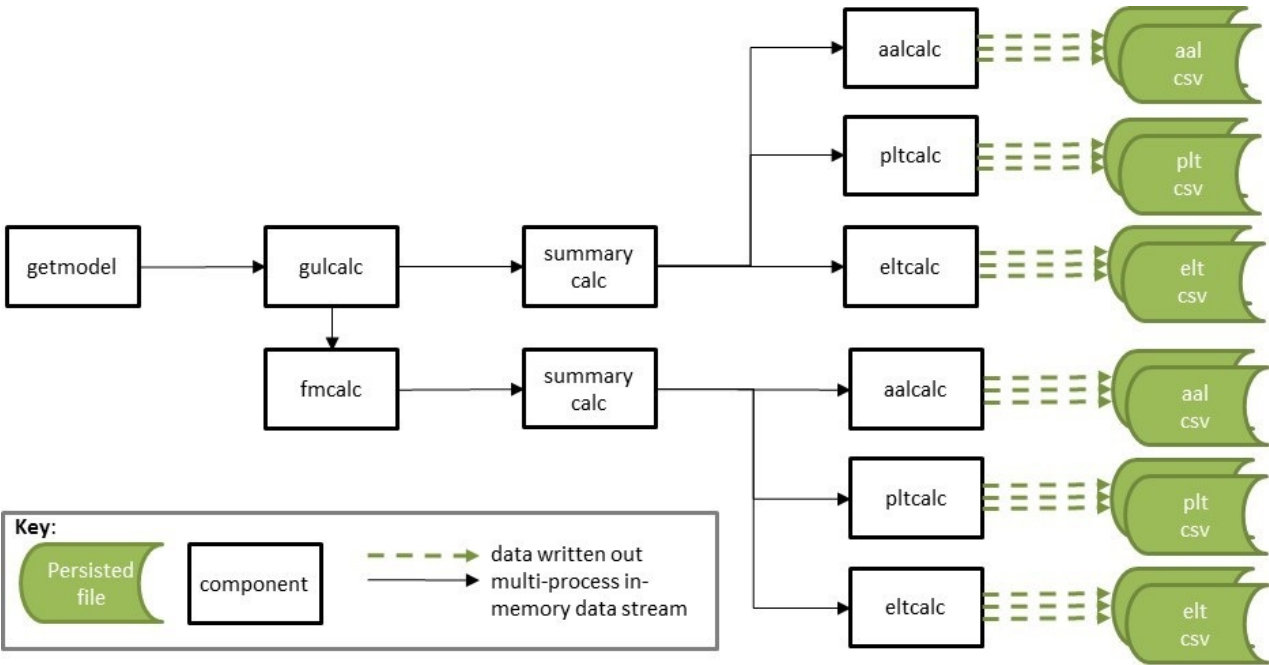 aalcalc
aal
csv
pltcalc
plt
csv
getmodel
gulcalc
summary
calc
eltcalc
elt
csv
fmcalc
summary
calc
aalcalc
aal
csv
pltcalc
plt
csv
Key:
Persisted
file
component
data written out
multi-process in-
memory data stream
eltcalc
elt
csv